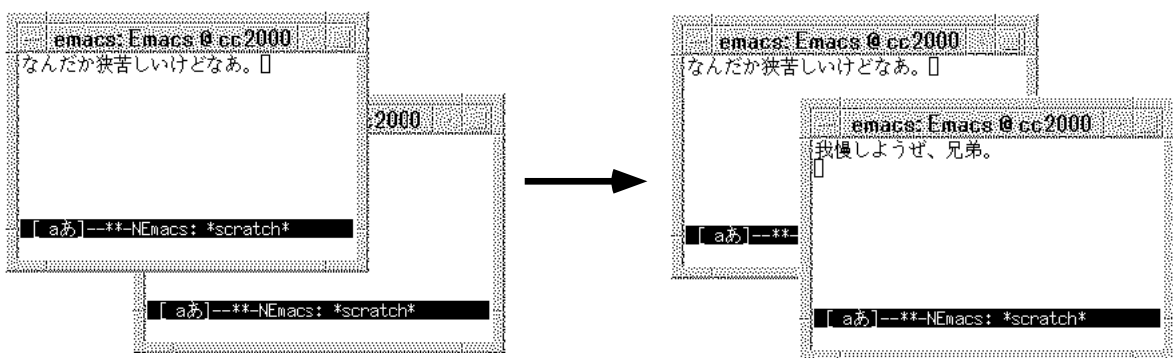 emacs: Emacs @ cc2000
なんだか狭苦しいけどなあ。
[ aあ]--**-NEmacs: *scratch*
:2000
[ aあ]--**-NEmacs: *scratch*
emacs: Emacs @ cc2000
なんだか狭苦しいけどなあ。
[ aあ]--**-
emacs: Emacs @ cc2000
我慢しようぜ、兄弟。
[ aあ]--**-NEmacs: *scratch*